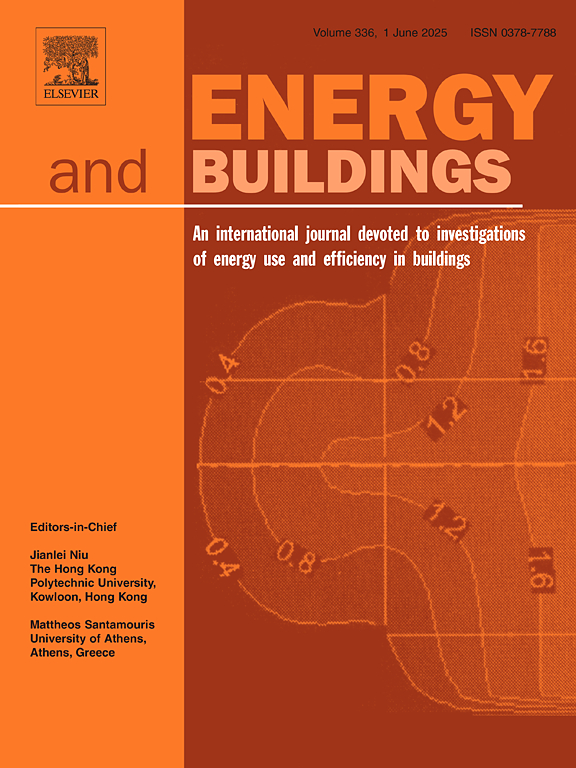 Volume 336, 1 June 2025 ISSN 0378-7788
ELSEVIER
ENERGY
and BUILDINGS
An international journal devoted to investigations
of energy use and efficiency in buildings
0.4
0.8
1.6
1.2
1.2
0.4
0.8
1.6
Editors-in-Chief
Jianlei Niu
The Hong Kong
Polytechnic University,
Kowloon, Hong Kong
Mattheos Santamouris
University of Athens,
Athens, Greece